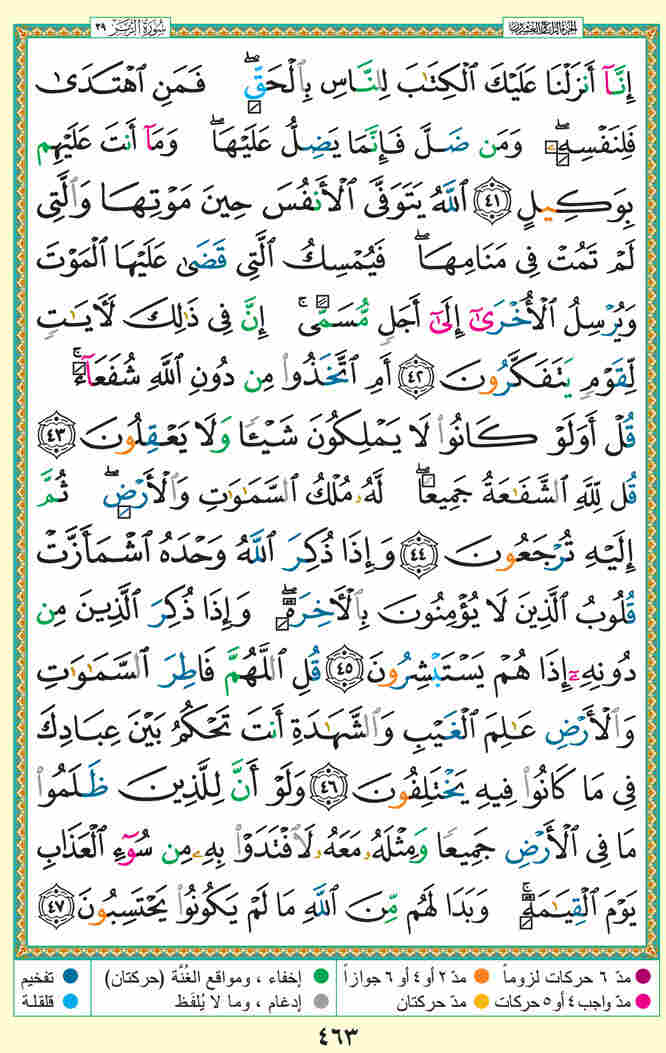 سُورَةُ الزُّمَرِ ٣٩
الجزء الرابع والعشرون
إِنَّآ أَنزَلْنَا عَلَيْكَ ٱلْكِتَٰبَ لِلنَّاسِ بِٱلْحَقِّ ۖ فَمَنِ ٱهْتَدَىٰ
فَلِنَفْسِهِۦ ۖ وَمَن ضَلَّ فَإِنَّمَا يَضِلُّ عَلَيْهَا ۖ وَمَآ أَنتَ عَلَيْهِم
بِوَكِيلٍ ٤١ ٱللَّهُ يَتَوَفَّى ٱلْأَنفُسَ حِينَ مَوْتِهَا وَٱلَّتِى
لَمْ تَمُتْ فِى مَنَامِهَا ۖ فَيُمْسِكُ ٱلَّتِى قَضَىٰ عَلَيْهَا ٱلْمَوْتَ
وَيُرْسِلُ ٱلْأُخْرَىٰٓ إِلَىٰٓ أَجَلٍ مُّسَمًّى ۚ إِنَّ فِى ذَٰلِكَ لَءَايَٰتٍ
لِّقَوْمٍ يَتَفَكَّرُونَ ٤٢ أَمِ ٱتَّخَذُوا۟ مِن دُونِ ٱللَّهِ شُفَعَآءَ ۚ
قُلْ أَوَلَوْ كَانُوا۟ لَا يَمْلِكُونَ شَيْـًٔا وَلَا يَعْقِلُونَ ٤٣
قُل لِّلَّهِ ٱلشَّفَٰعَةُ جَمِيعًا ۖ لَّهُۥ مُلْكُ ٱلسَّمَٰوَٰتِ وَٱلْأَرْضِ ۖ ثُمَّ
إِلَيْهِ تُرْجَعُونَ ٤٤ وَإِذَا ذُكِرَ ٱللَّهُ وَحْدَهُ ٱشْمَأَزَّتْ
قُلُوبُ ٱلَّذِينَ لَا يُؤْمِنُونَ بِٱلْءَاخِرَةِ ۖ وَإِذَا ذُكِرَ ٱلَّذِينَ مِن
دُونِهِۦٓ إِذَا هُمْ يَسْتَبْشِرُونَ ٤٥ قُلِ ٱللَّهُمَّ فَاطِرَ ٱلسَّمَٰوَٰتِ
وَٱلْأَرْضِ عَٰلِمَ ٱلْغَيْبِ وَٱلشَّهَٰدَةِ أَنتَ تَحْكُمُ بَيْنَ عِبَادِكَ
فِى مَا كَانُوا۟ فِيهِ يَخْتَلِفُونَ ٤٦ وَلَوْ أَنَّ لِلَّذِينَ ظَلَمُوا۟
مَا فِى ٱلْأَرْضِ جَمِيعًا وَمِثْلَهُۥ مَعَهُۥ لَٱفْتَدَوْا۟ بِهِۦ مِن سُوٓءِ ٱلْعَذَابِ
يَوْمَ ٱلْقِيَٰمَةِ ۚ وَبَدَا لَهُم مِّنَ ٱللَّهِ مَا لَمْ يَكُونُوا۟ يَحْتَسِبُونَ ٤٧
مدّ ٦ حركات لزوماً مدّ ٢ أو ٤ أو ٦ جوازاً إخفاء ، ومواقع الغُنَّة (حركتان) تفخيم
مدّ واجب ٤ أو ٥ حركات مدّ حركتان إدغام ، وما لا يُلفَظ قلقلة
٤٦٣